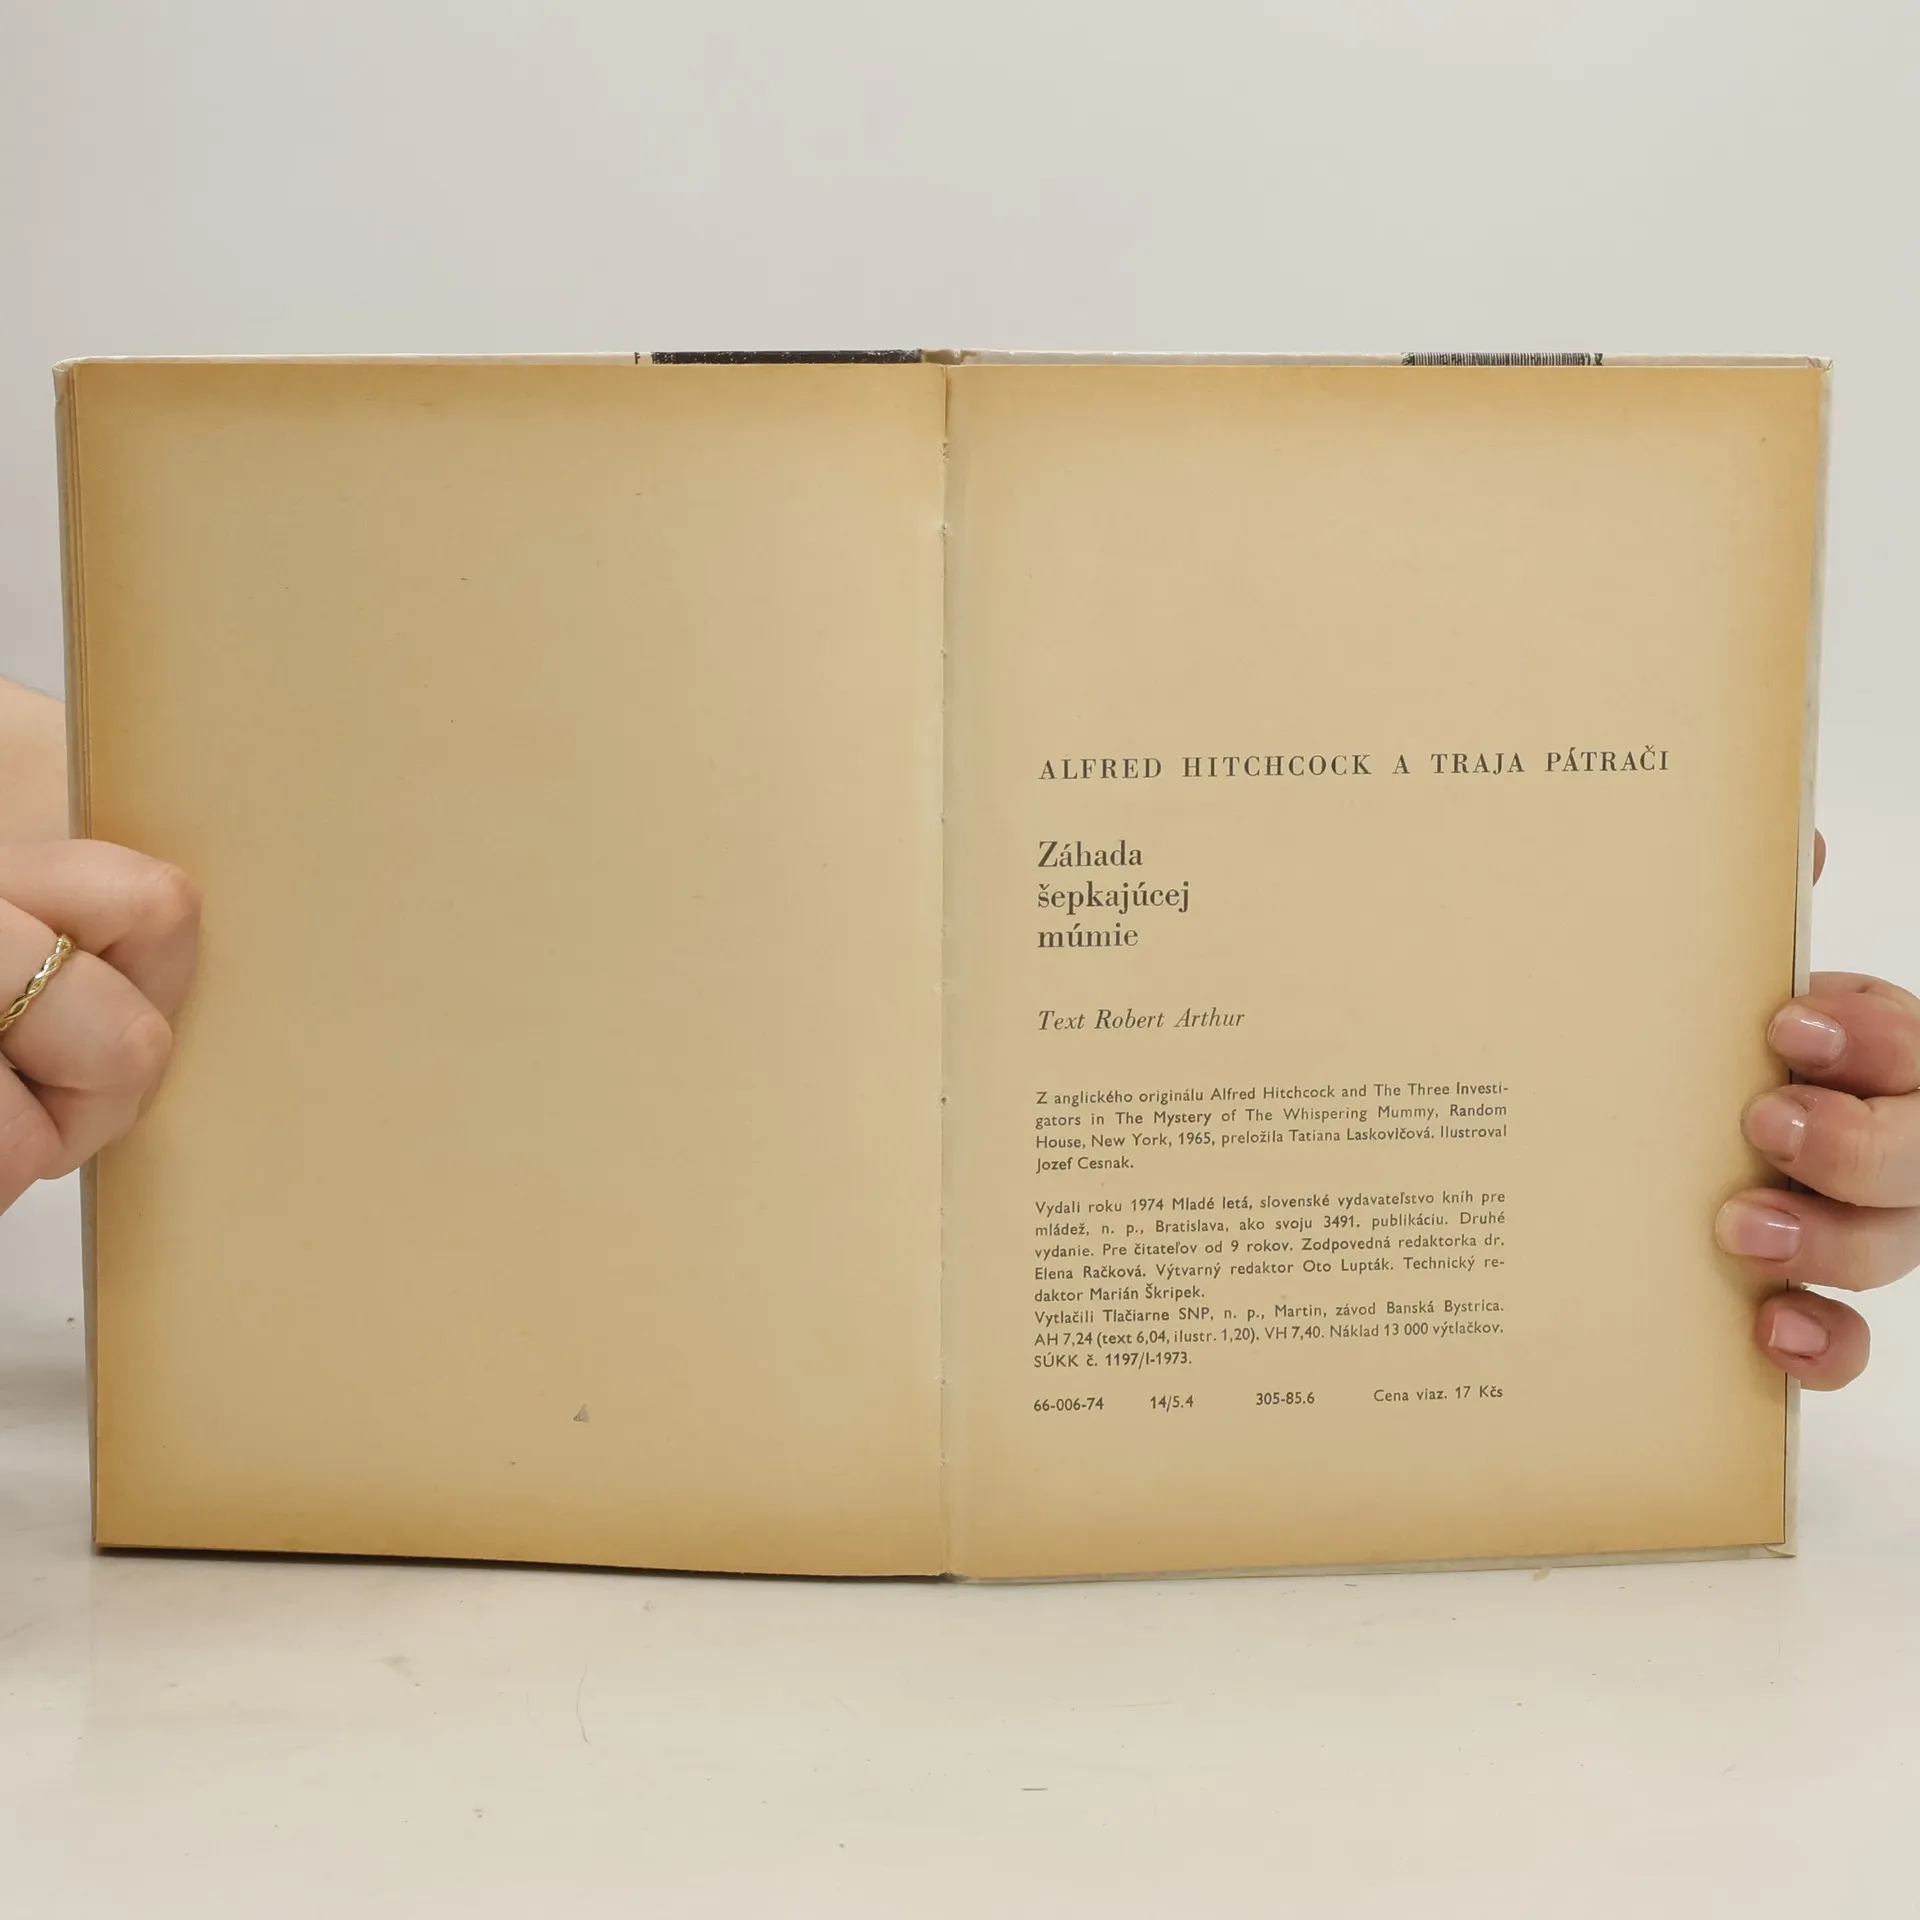 ALFRED HITCHCOCK A TRAJA PÁTRAČI
Záhada
šepkajúcej
múmie
Text Robert Arthur
Z anglického originálu Alfred Hitchcock and The Three Investi-
gators in The Mystery of The Whispering Mummy, Random
House, New York, 1965, preložila Tatiana Laskovičová. Ilustroval
Jozef Cesnak.
Vydali roku 1974 Mladé letá, slovenské vydavateľstvo kníh pre
mládež, n. p., Bratislava, ako svoju 3491. publikáciu. Druhé
vydanie. Pre čitateľov od 9 rokov. Zodpovedná redaktorka dr.
Elena Račková. Výtvarný redaktor Oto Lupták. Technický re-
daktor Marián Škripek.
Vytlačili Tlačiarne SNP, n. p., Martin, závod Banská Bystrica.
AH 7,24 (text 6,04, ilustr. 1,20). VH 7,40. Náklad 13 000 výtlačkov.
SÚKK č. 1197/I-1973.
66-006-74 14/5.4 305-85.6 Cena viaz. 17 Kčs